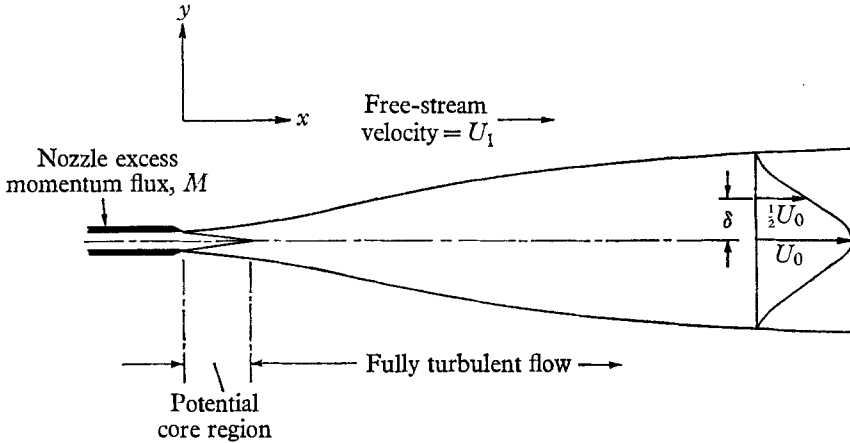 y
x
Free-stream
velocity = U₁
Nozzle excess
momentum flux, M
δ
½U₀
U₀
Fully turbulent flow
Potential
core region